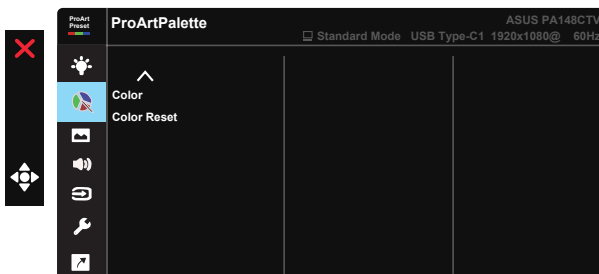 ProArt
Preset
ProArtPalette
ASUS PA148CTV
Standard Mode USB Type-C1 1920x1080@ 60Hz
Color
Color Reset